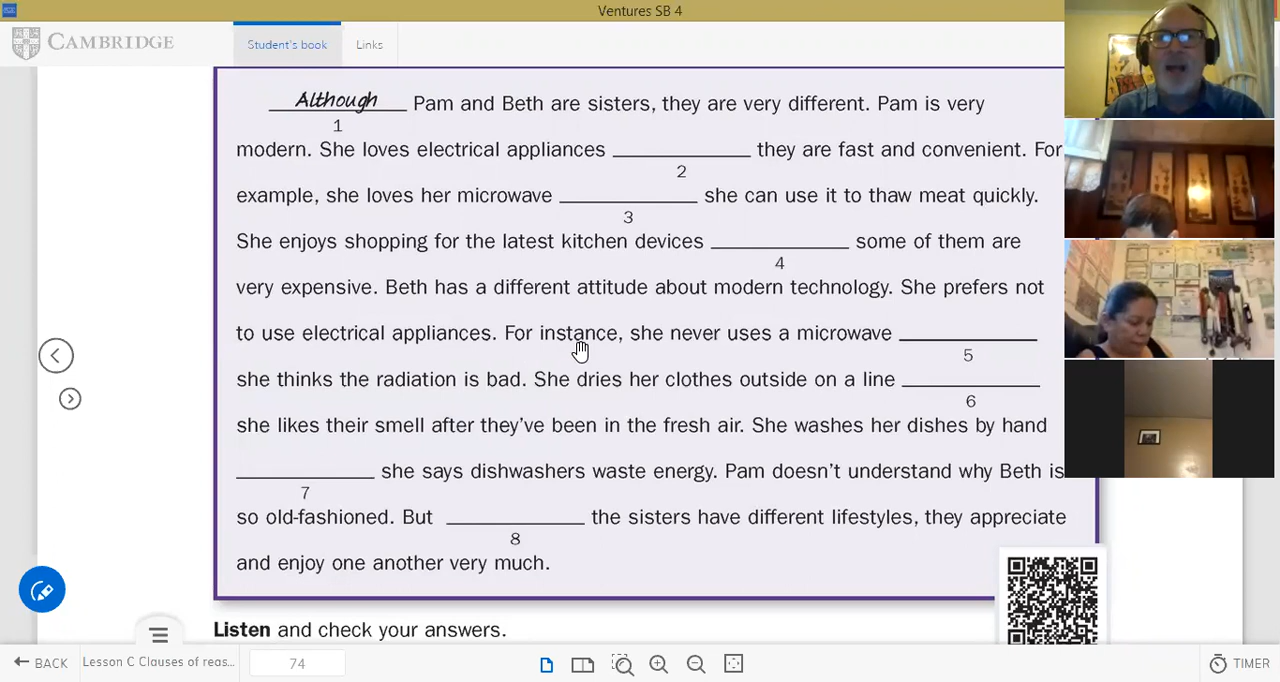 Ventures SB 4
CAMBRIDGE
Student's book
Links
Although Pam and Beth are sisters, they are very different. Pam is very
1
modern. She loves electrical appliances ____________ they are fast and convenient. For
2
example, she loves her microwave ____________ she can use it to thaw meat quickly.
3
She enjoys shopping for the latest kitchen devices ____________ some of them are
4
very expensive. Beth has a different attitude about modern technology. She prefers not
to use electrical appliances. For instance, she never uses a microwave ____________
5
she thinks the radiation is bad. She dries her clothes outside on a line ____________
6
she likes their smell after they've been in the fresh air. She washes her dishes by hand
____________ she says dishwashers waste energy. Pam doesn't understand why Beth is
7
so old-fashioned. But ____________ the sisters have different lifestyles, they appreciate
8
and enjoy one another very much.
Listen and check your answers.
BACK
Lesson C Clauses of reas...
74
TIMER